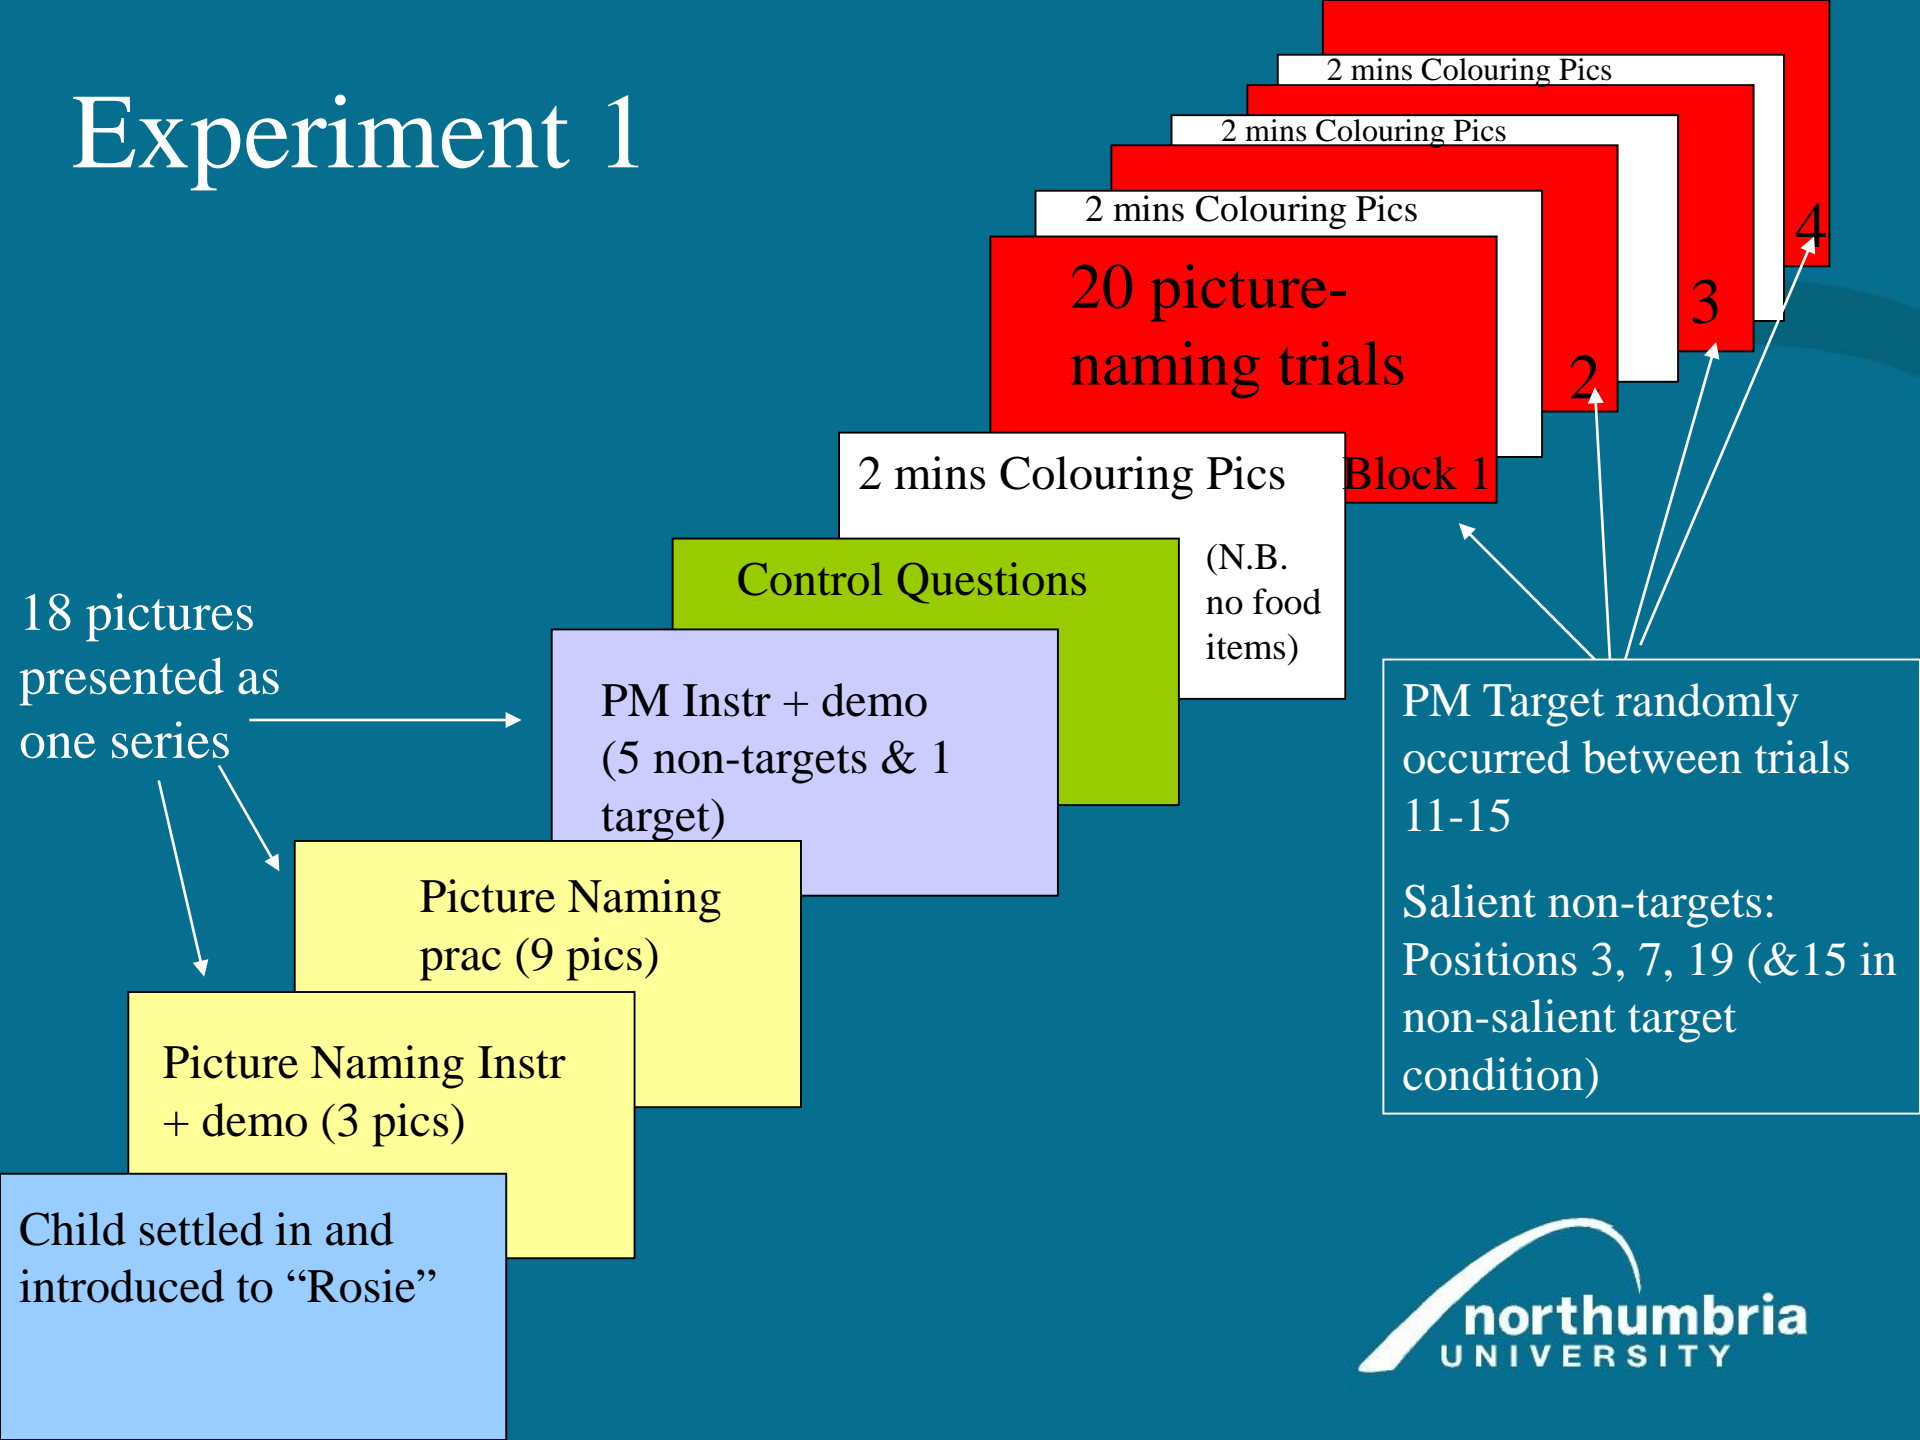 Experiment 1
2 mins Colouring Pics
2 mins Colouring Pics
2 mins Colouring Pics
4
3
2
20 picture-
naming trials
Block 1
2 mins Colouring Pics
(N.B.
no food
items)
Control Questions
18 pictures
presented as
one series
PM Instr + demo
(5 non-targets & 1
target)
Picture Naming
prac (9 pics)
Picture Naming Instr
+ demo (3 pics)
Child settled in and
introduced to “Rosie”
PM Target randomly
occurred between trials
11-15
Salient non-targets:
Positions 3, 7, 19 (&15 in
non-salient target
condition)
northumbria
UNIVERSITY